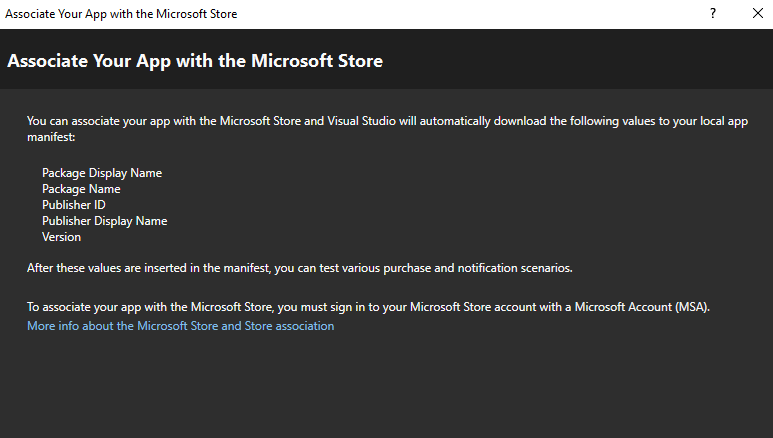 Associate Your App with the Microsoft Store
?
Associate Your App with the Microsoft Store
You can associate your app with the Microsoft Store and Visual Studio will automatically download the following values to your local app
manifest:
Package Display Name
Package Name
Publisher ID
Publisher Display Name
Version
After these values are inserted in the manifest, you can test various purchase and notification scenarios.
To associate your app with the Microsoft Store, you must sign in to your Microsoft Store account with a Microsoft Account (MSA).
More info about the Microsoft Store and Store association